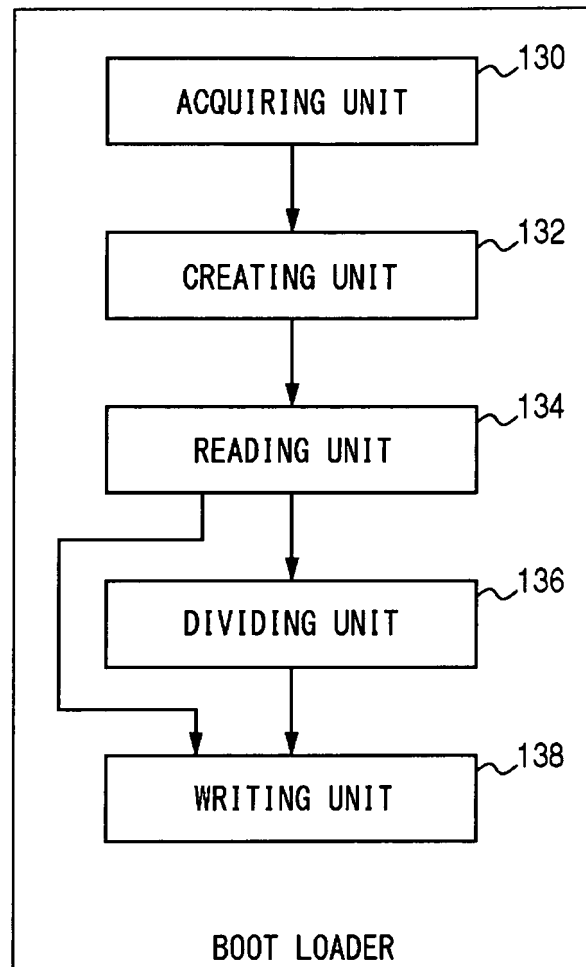 130
ACQUIRING UNIT
132
CREATING UNIT
134
READING UNIT
136
DIVIDING UNIT
138
WRITING UNIT
BOOT LOADER